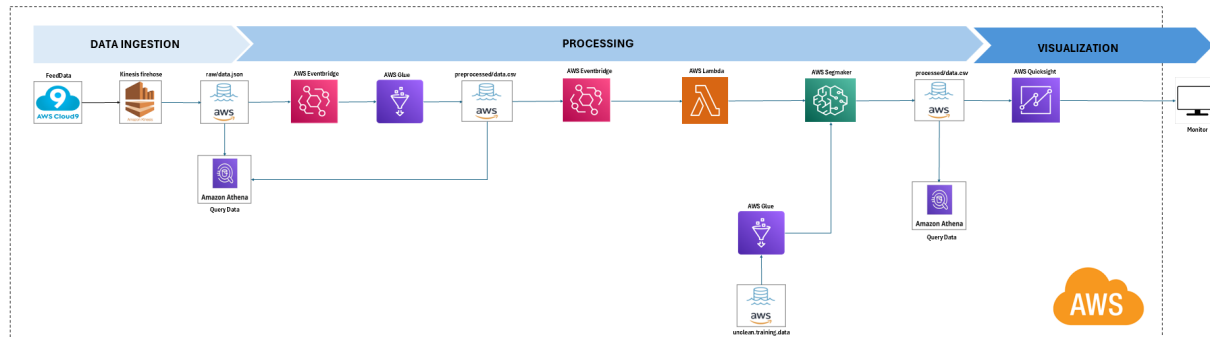 DATA INGESTION
PROCESSING
VISUALIZATION
FeedData
Kinesis firehose
raw/data.json
AWS Eventbridge
AWS Glue
preprocessed/data.csv
AWS Eventbridge
AWS Lambda
AWS Segmaker
processed/data.csv
AWS Quicksight
9
AWS Cloud9
aws
aws
aws
Monitor
Amazon Athena
Query Data
AWS Glue
Amazon Athena
Query Data
aws
unclean.training.data
AWS